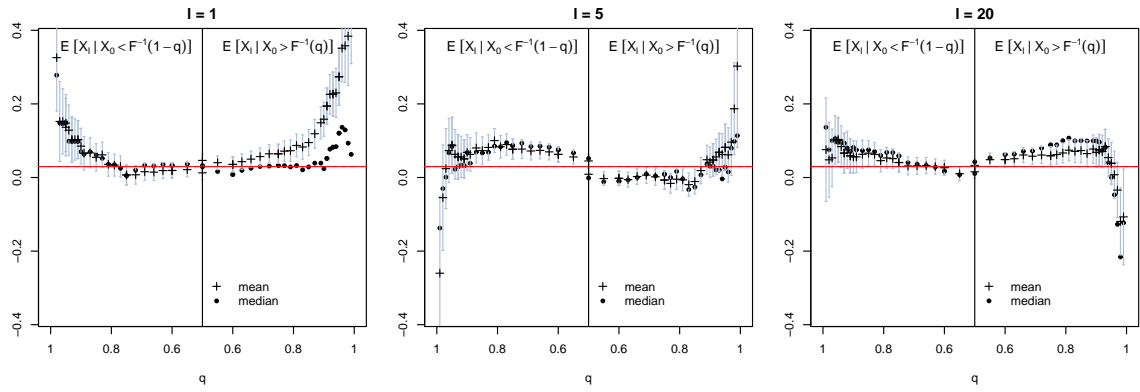 l = 1
E [X_l | X_0 < F^{-1}(1−q)] E [X_l | X_0 > F^{-1}(q)]
0.4
0.2
0.0
−0.2
−0.4
+ mean
● median
1 0.8 0.6 0.6 0.8 1
q
l = 5
E [X_l | X_0 < F^{-1}(1−q)] E [X_l | X_0 > F^{-1}(q)]
0.4
0.2
0.0
−0.2
−0.4
+ mean
● median
1 0.8 0.6 0.6 0.8 1
q
l = 20
E [X_l | X_0 < F^{-1}(1−q)] E [X_l | X_0 > F^{-1}(q)]
0.4
0.2
0.0
−0.2
−0.4
+ mean
● median
1 0.8 0.6 0.6 0.8 1
q